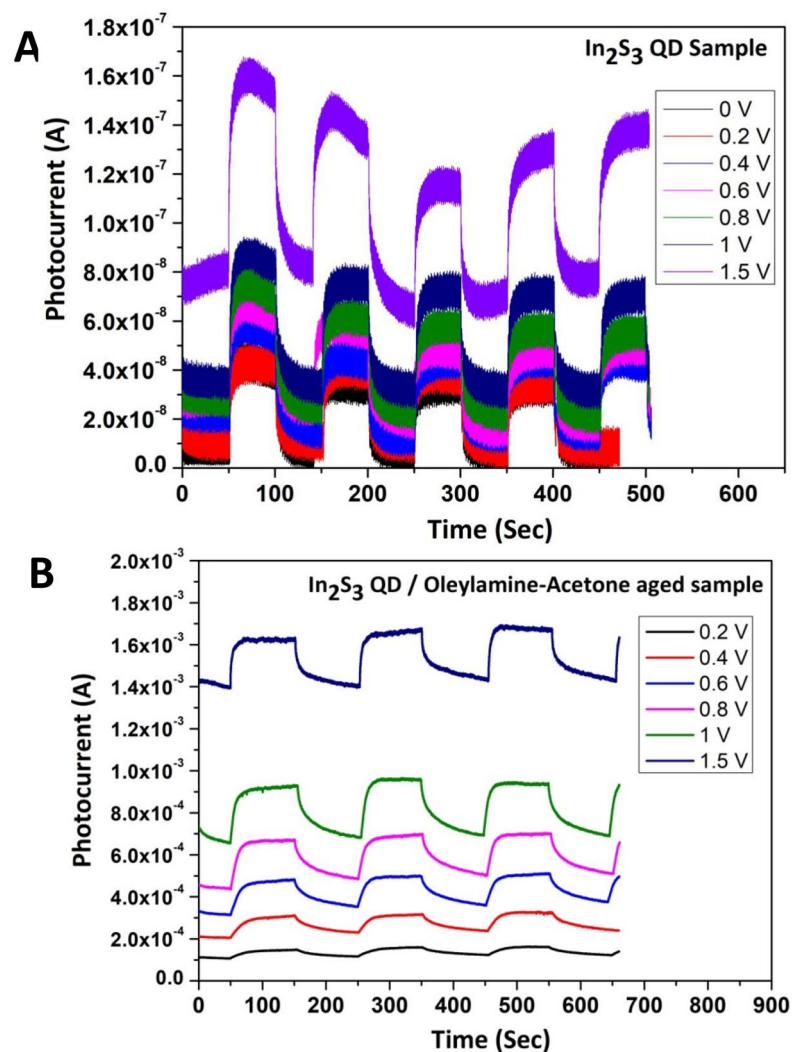 A
In2S3 QD Sample
Photocurrent (A)
1.8x10-7
1.6x10-7
1.4x10-7
1.2x10-7
1.0x10-7
8.0x10-8
6.0x10-8
4.0x10-8
2.0x10-8
0.0
0 V
0.2 V
0.4 V
0.6 V
0.8 V
1 V
1.5 V
0 100 200 300 400 500 600
Time (Sec)
B
In2S3 QD / Oleylamine-Acetone aged sample
Photocurrent (A)
2.0x10-3
1.8x10-3
1.6x10-3
1.4x10-3
1.2x10-3
1.0x10-3
8.0x10-4
6.0x10-4
4.0x10-4
2.0x10-4
0.0
0.2 V
0.4 V
0.6 V
0.8 V
1 V
1.5 V
0 100 200 300 400 500 600 700 800 900
Time (Sec)